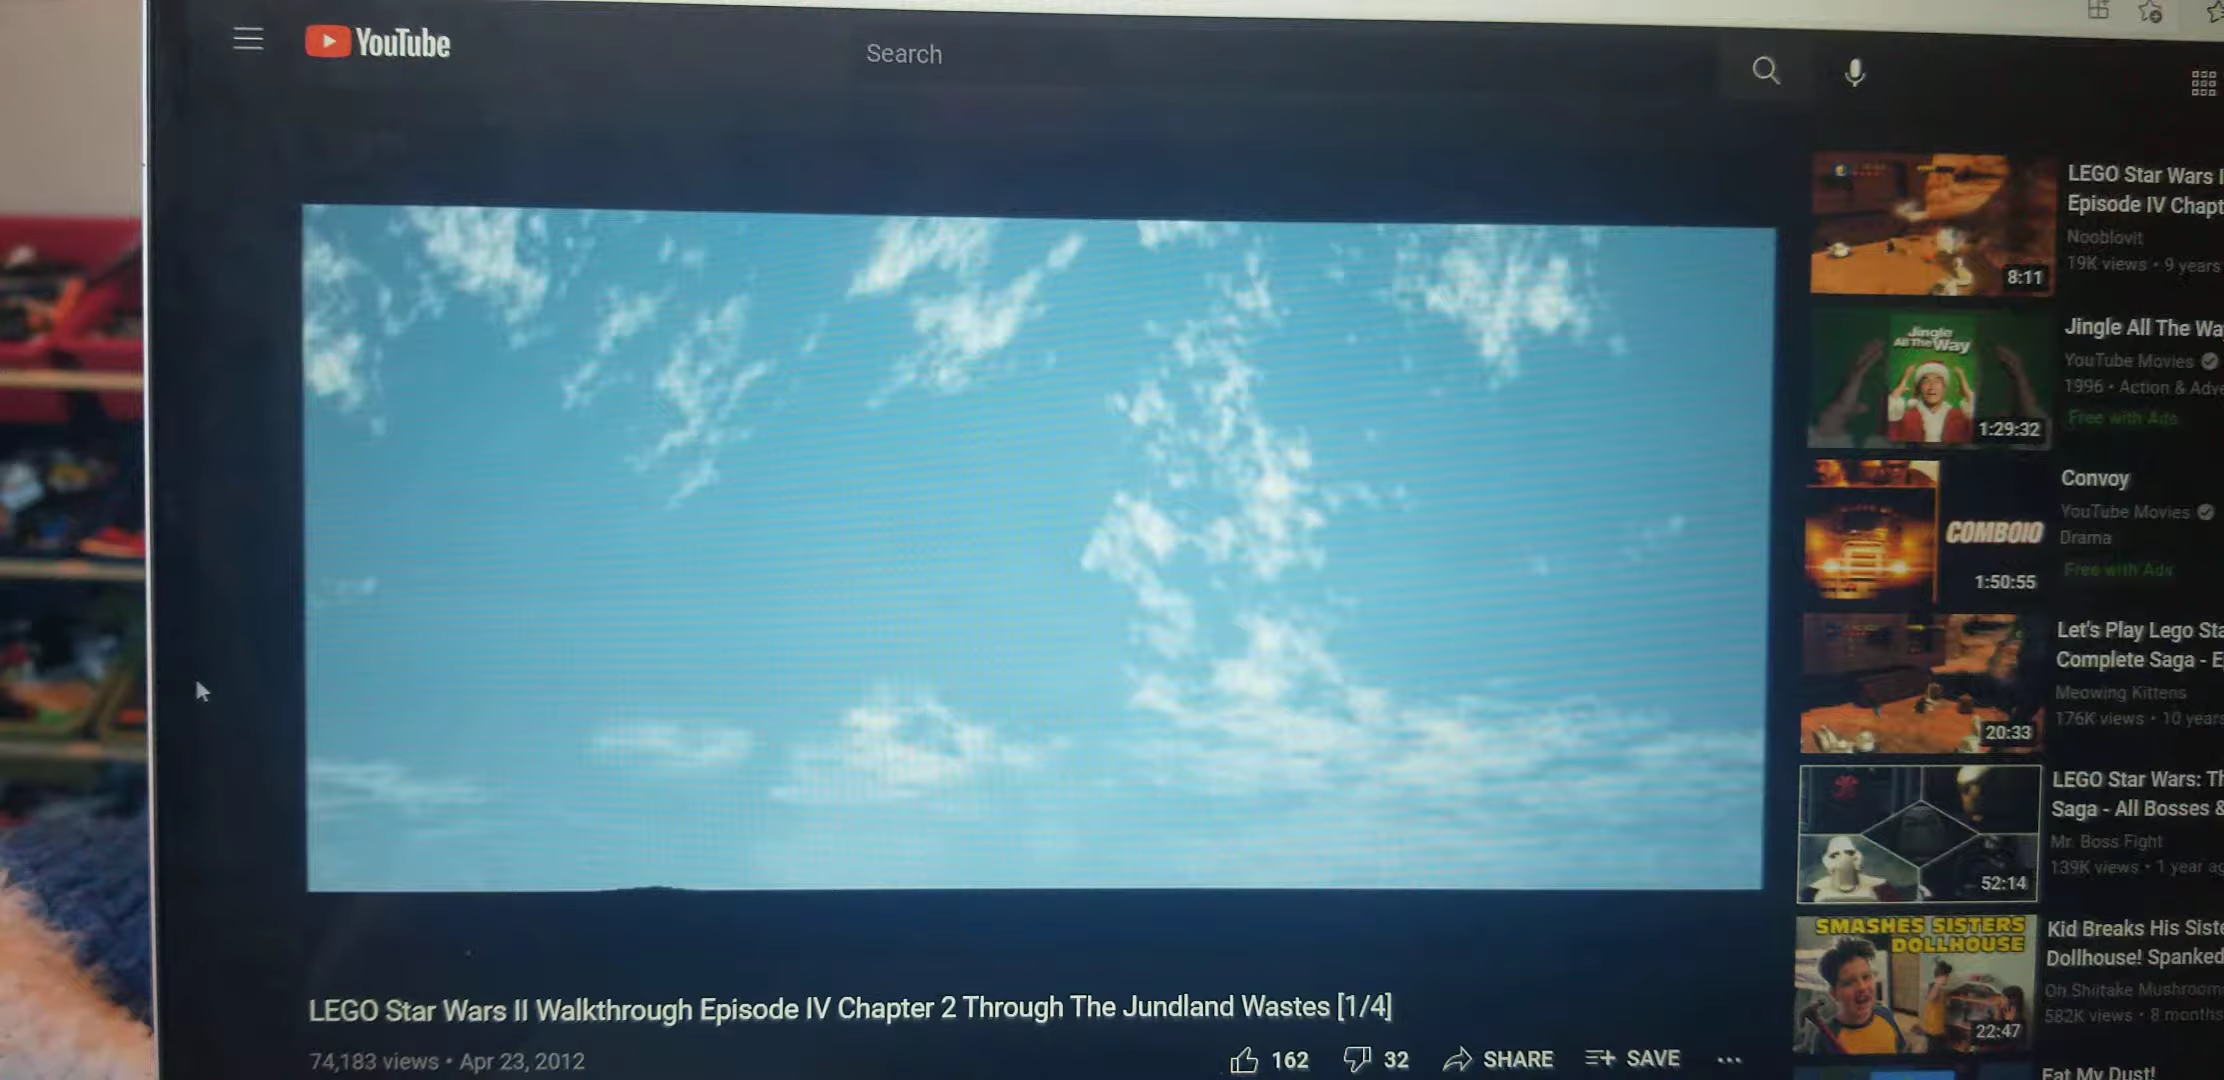 YouTube
Search
LEGO Star Wars II Walkthrough Episode IV Chapter 2 Through The Jundland Wastes [1/4]
74,183 views • Apr 23, 2012
162
32
SHARE
SAVE
LEGO Star Wars
Episode IV Chapt
Nooblovit
19K views • 9 years
8:11
Jingle
All The Way
1:29:32
Jingle All The Wa
YouTube Movies
1996 • Action & Adve
Free with Ads
COMBOIO
1:50:55
Convoy
YouTube Movies
Drama
Free with Ads
20:33
Let's Play Lego Sta
Complete Saga - E
Meowing Kittens
176K views • 10 years
52:14
LEGO Star Wars: Th
Saga - All Bosses &
Mr. Boss Fight
139K views • 1 year ag
SMASHES SISTERS
DOLLHOUSE
22:47
Kid Breaks His Siste
Dollhouse! Spanked
Oh Shiitake Mushroom
582K views • 8 months
Eat My Dust!